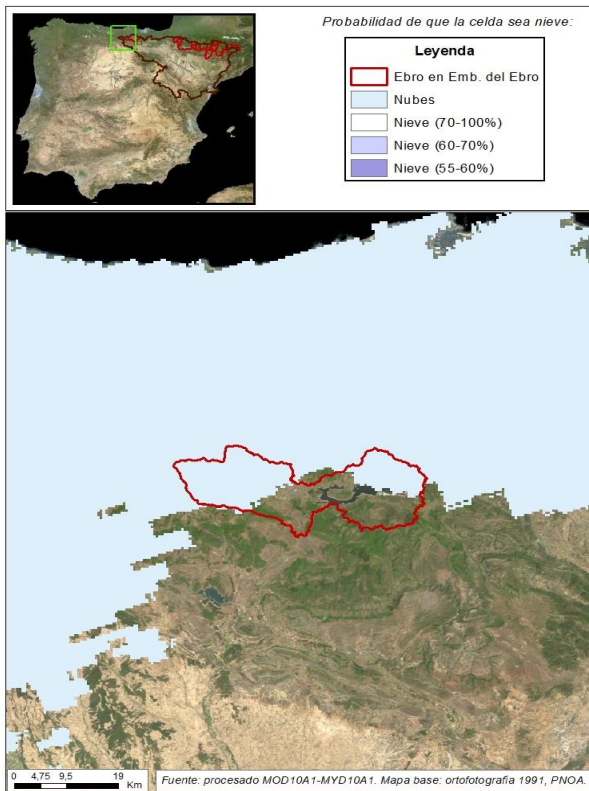 Probabilidad de que la celda sea nieve:
Leyenda
Ebro en Emb. del Ebro
Nubes
Nieve (70-100%)
Nieve (60-70%)
Nieve (55-60%)
0 4,75 9,5 19
Km
Fuente: procesado MOD10A1-MYD10A1. Mapa base: ortofotografia 1991, PNOA.